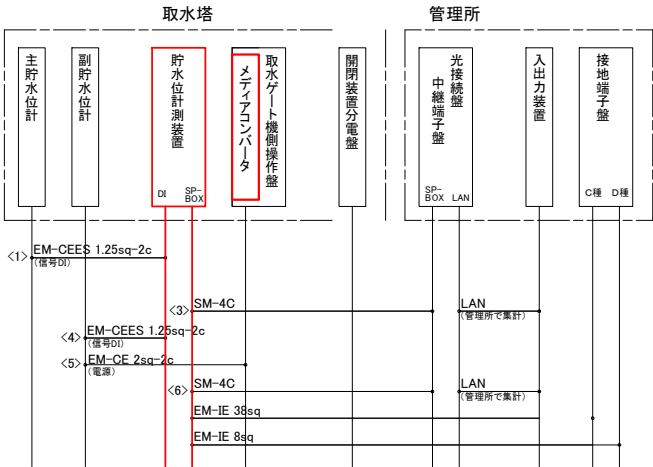 取水塔
管理所
主貯水位計
副貯水位計
貯水位計測装置
DI
SP-
BOX
取水ゲート機側操作盤
メディアコンバータ
開閉装置分電盤
光接続盤
中継端子盤
SP-
BOX
LAN
入出力装置
接地端子盤
C種
D種
<1>
EM-CEES 1.25sq-2c
(信号DI)
<3>
SM-4C
LAN
(管理所で集計)
<4>
EM-CEES 1.25sq-2c
(信号DI)
<5>
EM-CE 2sq-2c
(電源)
<6>
SM-4C
LAN
(管理所で集計)
EM-IE 38sq
EM-IE 8sq